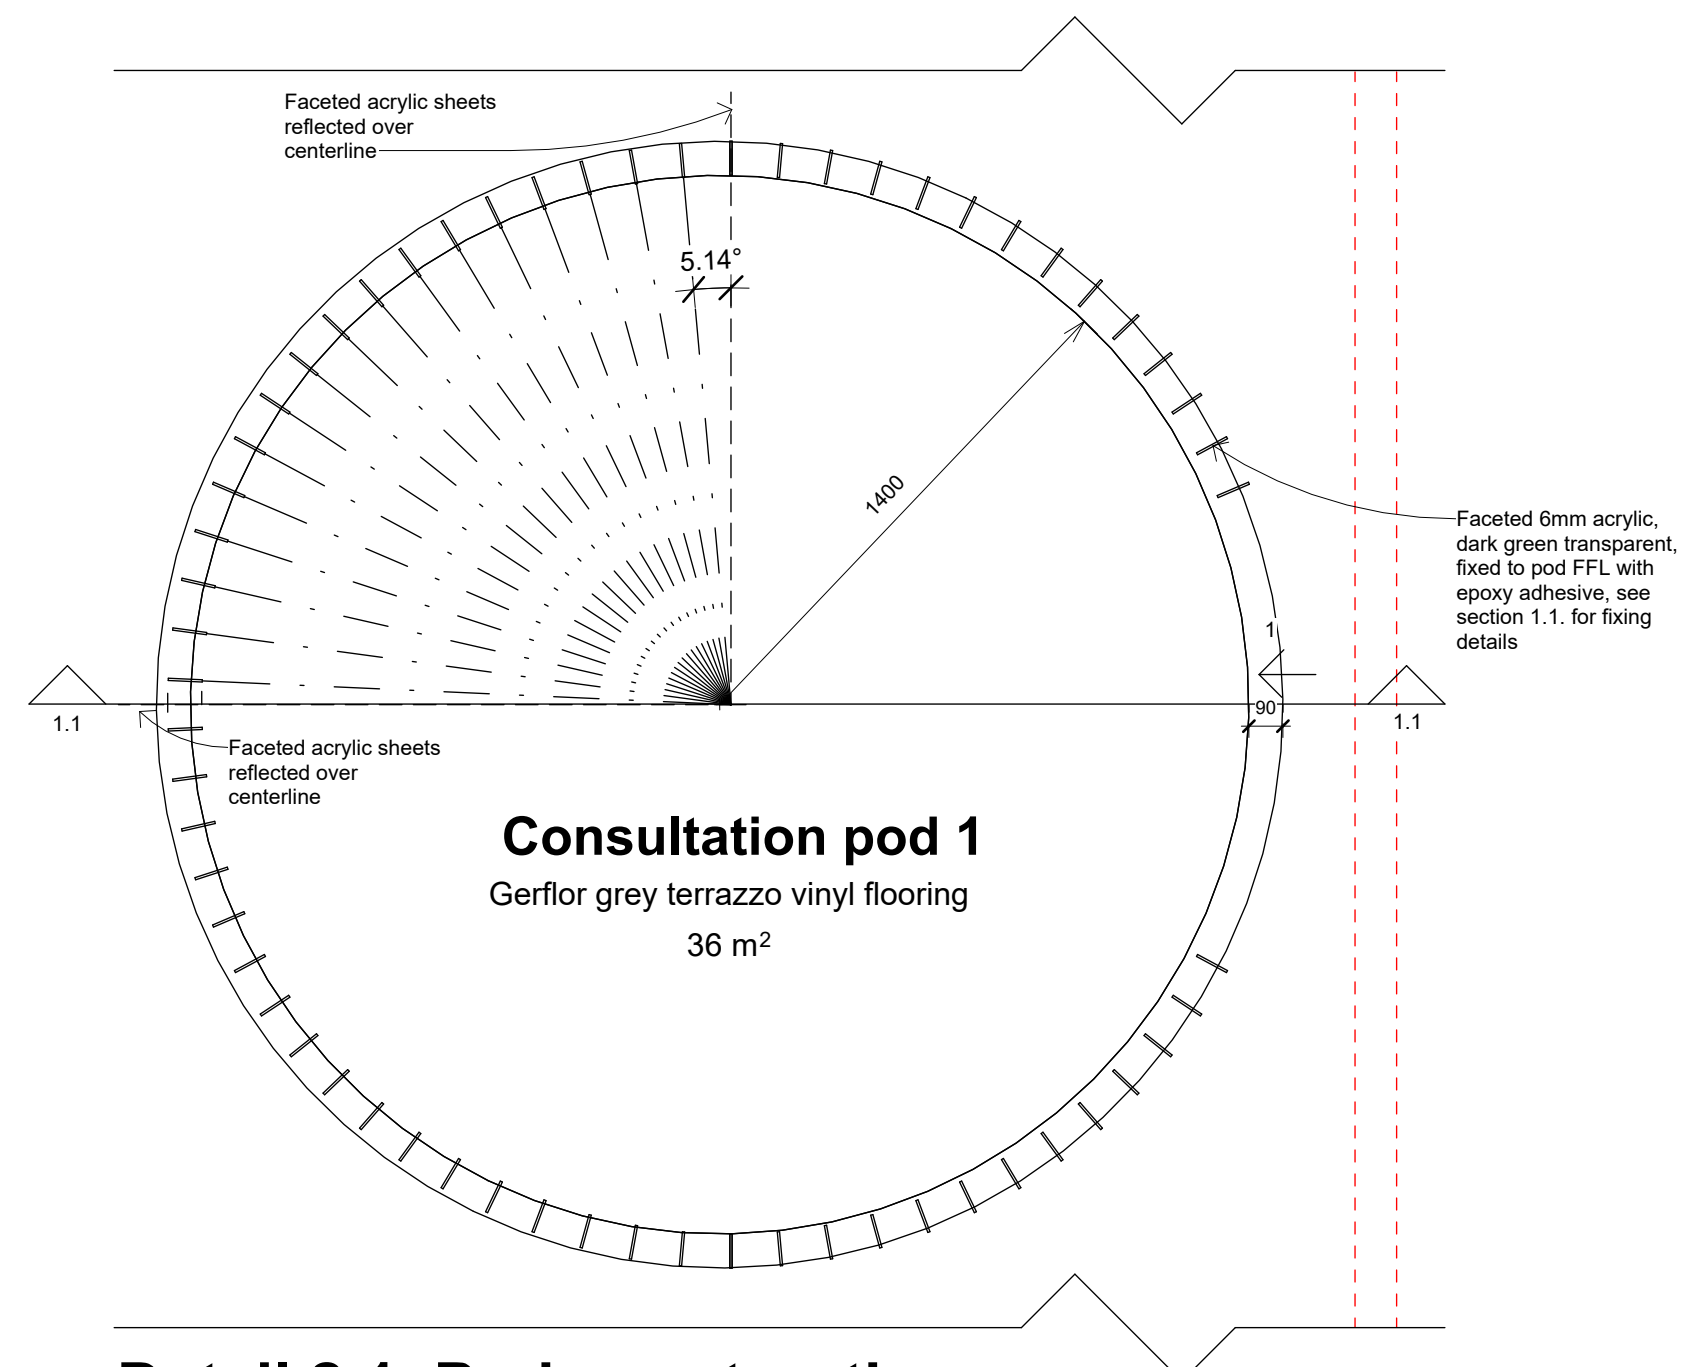 Faceted acrylic sheets
reflected over
centerline
5.14°
1400
Faceted 6mm acrylic,
dark green transparent,
fixed to pod FFL with
epoxy adhesive, see
section 1.1. for fixing
details
1
90
1.1
1.1
Faceted acrylic sheets
reflected over
centerline
Consultation pod 1
Gerflor grey terrazzo vinyl flooring
36 m²